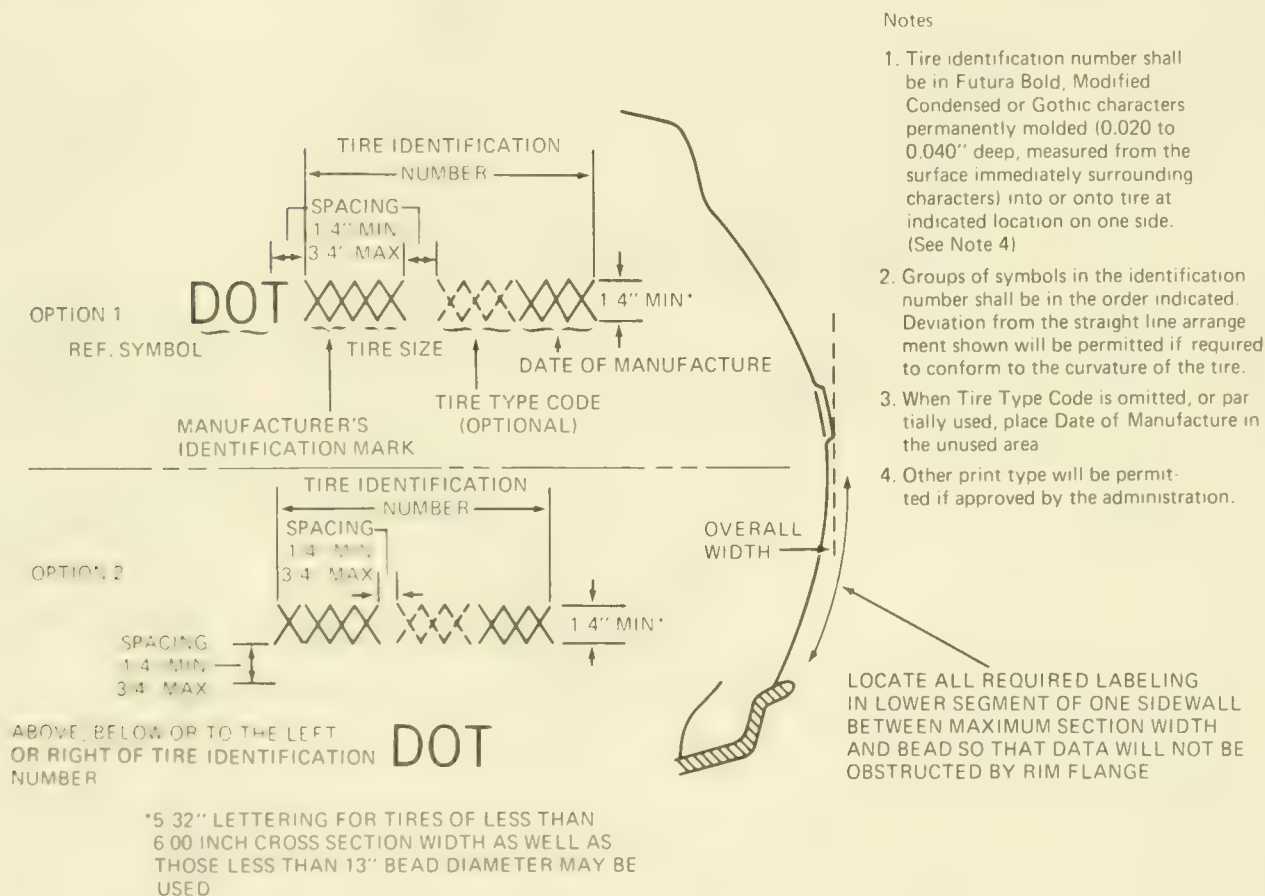 Notes
1. Tire identification number shall
be in Futura Bold, Modified
Condensed or Gothic characters
permanently molded (0.020 to
0.040" deep, measured from the
surface immediately surrounding
characters) into or onto tire at
indicated location on one side.
(See Note 4)
2. Groups of symbols in the identification
number shall be in the order indicated.
Deviation from the straight line arrange
ment shown will be permitted if required
to conform to the curvature of the tire.
3. When Tire Type Code is omitted, or par
tially used, place Date of Manufacture in
the unused area
4. Other print type will be permit-
ted if approved by the administration.
TIRE IDENTIFICATION
NUMBER
SPACING
1 4" MIN
3 4" MAX
OPTION 1
DOT
1 4" MIN*
REF. SYMBOL
TIRE SIZE
DATE OF MANUFACTURE
MANUFACTURER'S
IDENTIFICATION MARK
TIRE TYPE CODE
(OPTIONAL)
TIRE IDENTIFICATION
NUMBER
SPACING
1 4 MIN
3 4 MAX
OPTION 2
1 4" MIN*
SPACING
1 4 MIN
3 4 MAX
ABOVE, BELOW OR TO THE LEFT
OR RIGHT OF TIRE IDENTIFICATION
NUMBER
DOT
OVERALL
WIDTH
LOCATE ALL REQUIRED LABELING
IN LOWER SEGMENT OF ONE SIDEWALL
BETWEEN MAXIMUM SECTION WIDTH
AND BEAD SO THAT DATA WILL NOT BE
OBSTRUCTED BY RIM FLANGE
*5 32" LETTERING FOR TIRES OF LESS THAN
6 00 INCH CROSS SECTION WIDTH AS WELL AS
THOSE LESS THAN 13" BEAD DIAMETER MAY BE
USED